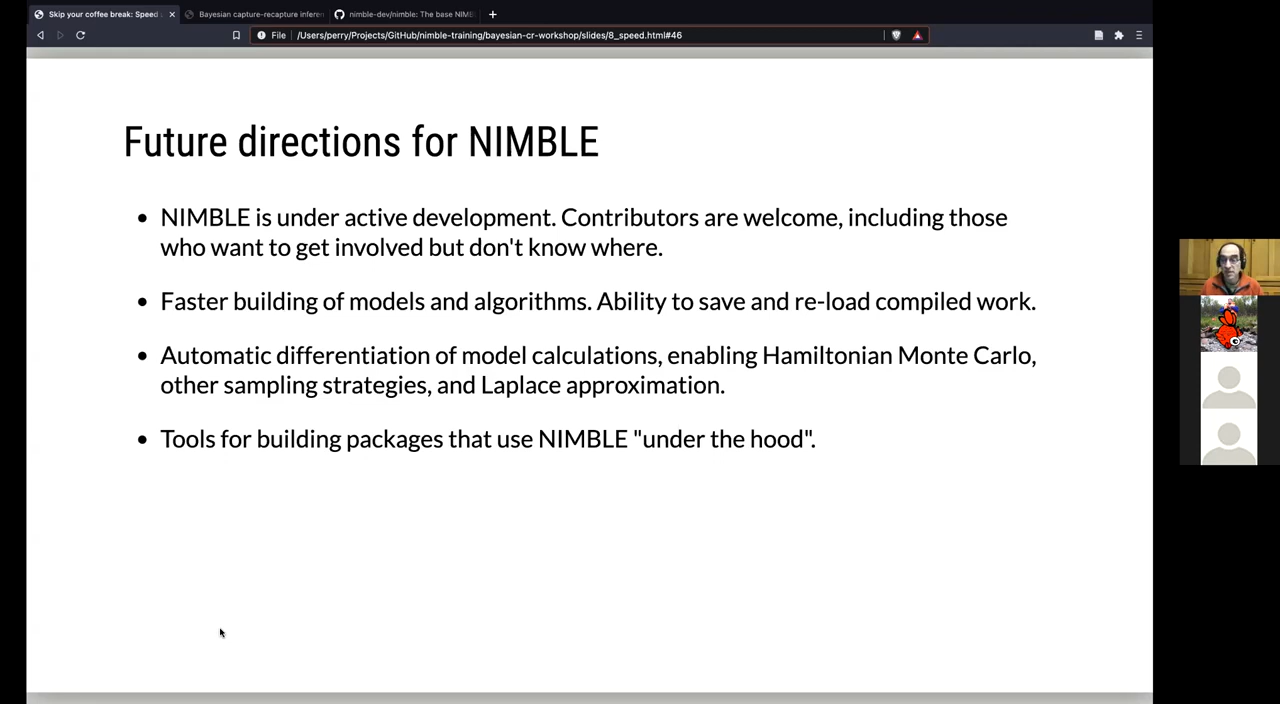 Skip your coffee break: Speed
Bayesian capture-recapture inferen
nimble-dev/nimble: The base NIMB
File
/Users/perry/Projects/GitHub/nimble-training/bayesian-cr-workshop/slides/8_speed.html#46
Future directions for NIMBLE
• NIMBLE is under active development. Contributors are welcome, including those
who want to get involved but don't know where.
• Faster building of models and algorithms. Ability to save and re-load compiled work.
• Automatic differentiation of model calculations, enabling Hamiltonian Monte Carlo,
other sampling strategies, and Laplace approximation.
• Tools for building packages that use NIMBLE "under the hood".